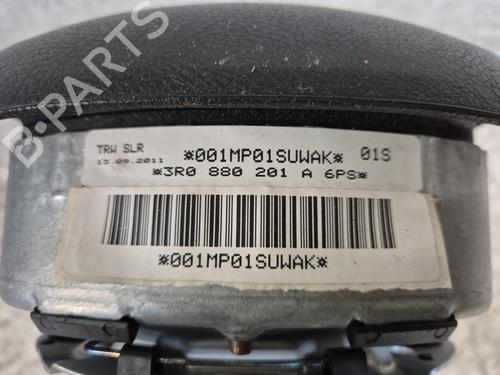 TRW SLR
13.09.2011
*001MP01SUWAK* 01S
*3R0 880 201 A 6PS*
*001MP01SUWAK*
B-PARTS